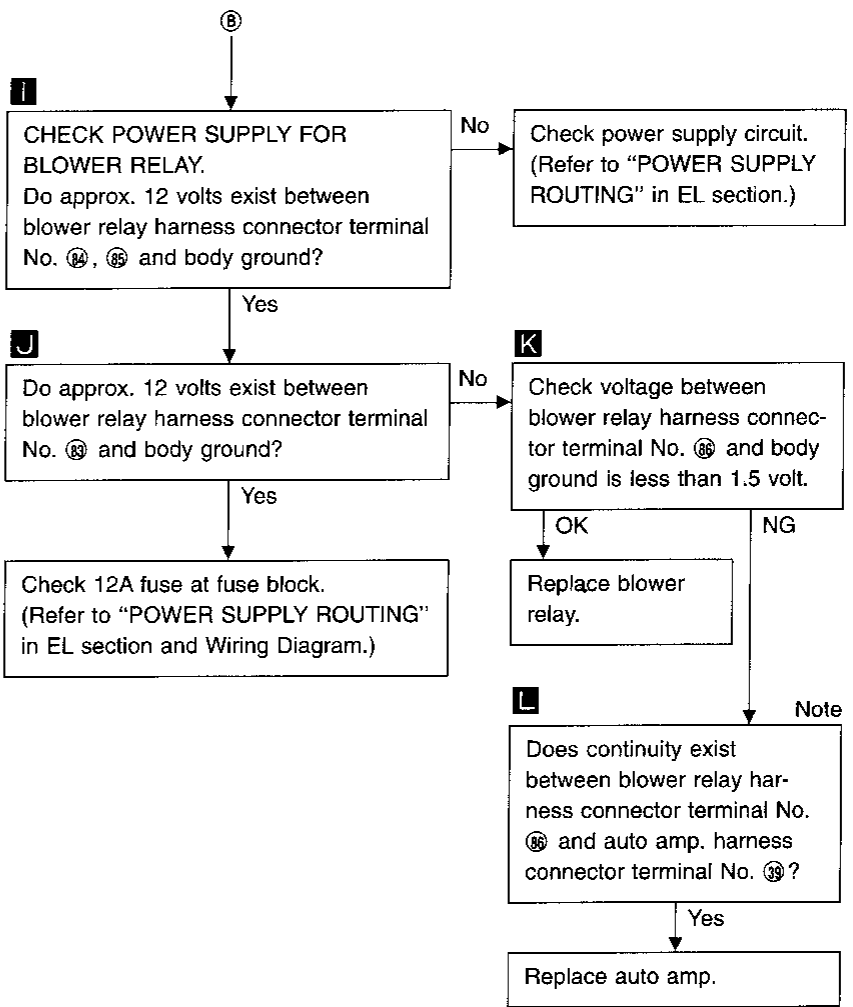 Ⓑ
I
CHECK POWER SUPPLY FOR
BLOWER RELAY.
Do approx. 12 volts exist between
blower relay harness connector terminal
No. 84, 85 and body ground?
No
Check power supply circuit.
(Refer to “POWER SUPPLY
ROUTING” in EL section.)
Yes
J
Do approx. 12 volts exist between
blower relay harness connector terminal
No. 83 and body ground?
No
K
Check voltage between
blower relay harness connec-
tor terminal No. 86 and body
ground is less than 1.5 volt.
Yes
OK
NG
Check 12A fuse at fuse block.
(Refer to “POWER SUPPLY ROUTING”
in EL section and Wiring Diagram.)
Replace blower
relay.
L
Note
Does continuity exist
between blower relay har-
ness connector terminal No.
86 and auto amp. harness
connector terminal No. 39?
Yes
Replace auto amp.